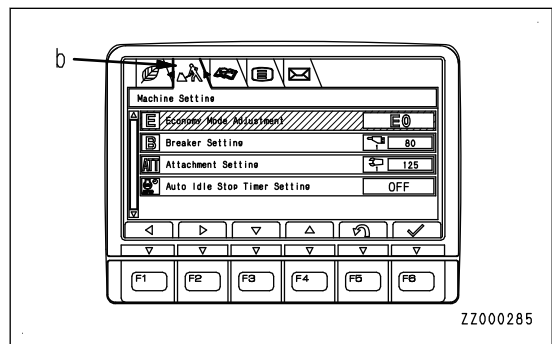 b
Machine Setting
E Economy Mode Adjustment E0
B Breaker Setting 80
ATT Attachment Setting 125
Auto Idle Stop Timer Setting OFF
F1 F2 F3 F4 F5 F6
ZZ000285